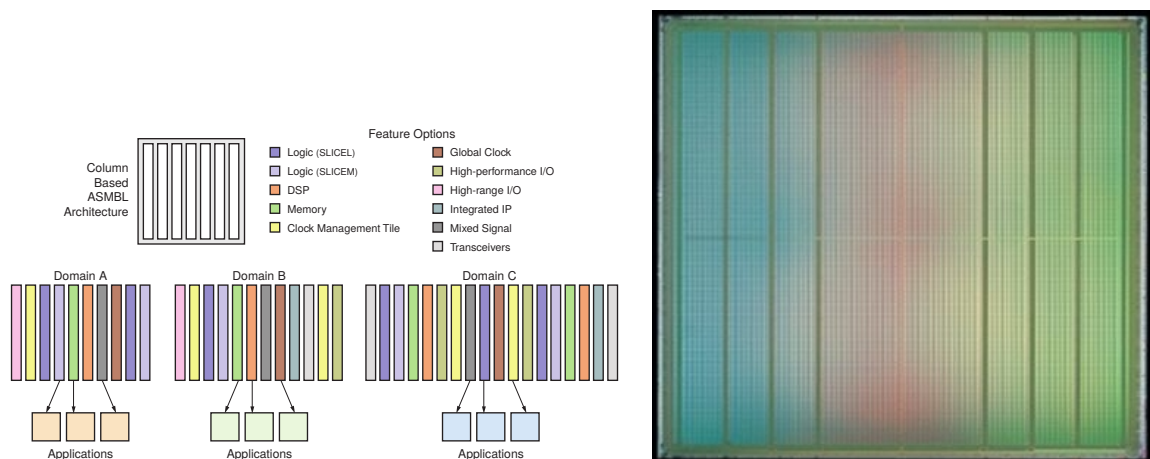 Feature Options
Column
Based
ASMBL
Architecture
Logic (SLICEL)
Logic (SLICEM)
DSP
Memory
Clock Management Tile
Global Clock
High-performance I/O
High-range I/O
Integrated IP
Mixed Signal
Transceivers
Domain A
Domain B
Domain C
Applications
Applications
Applications